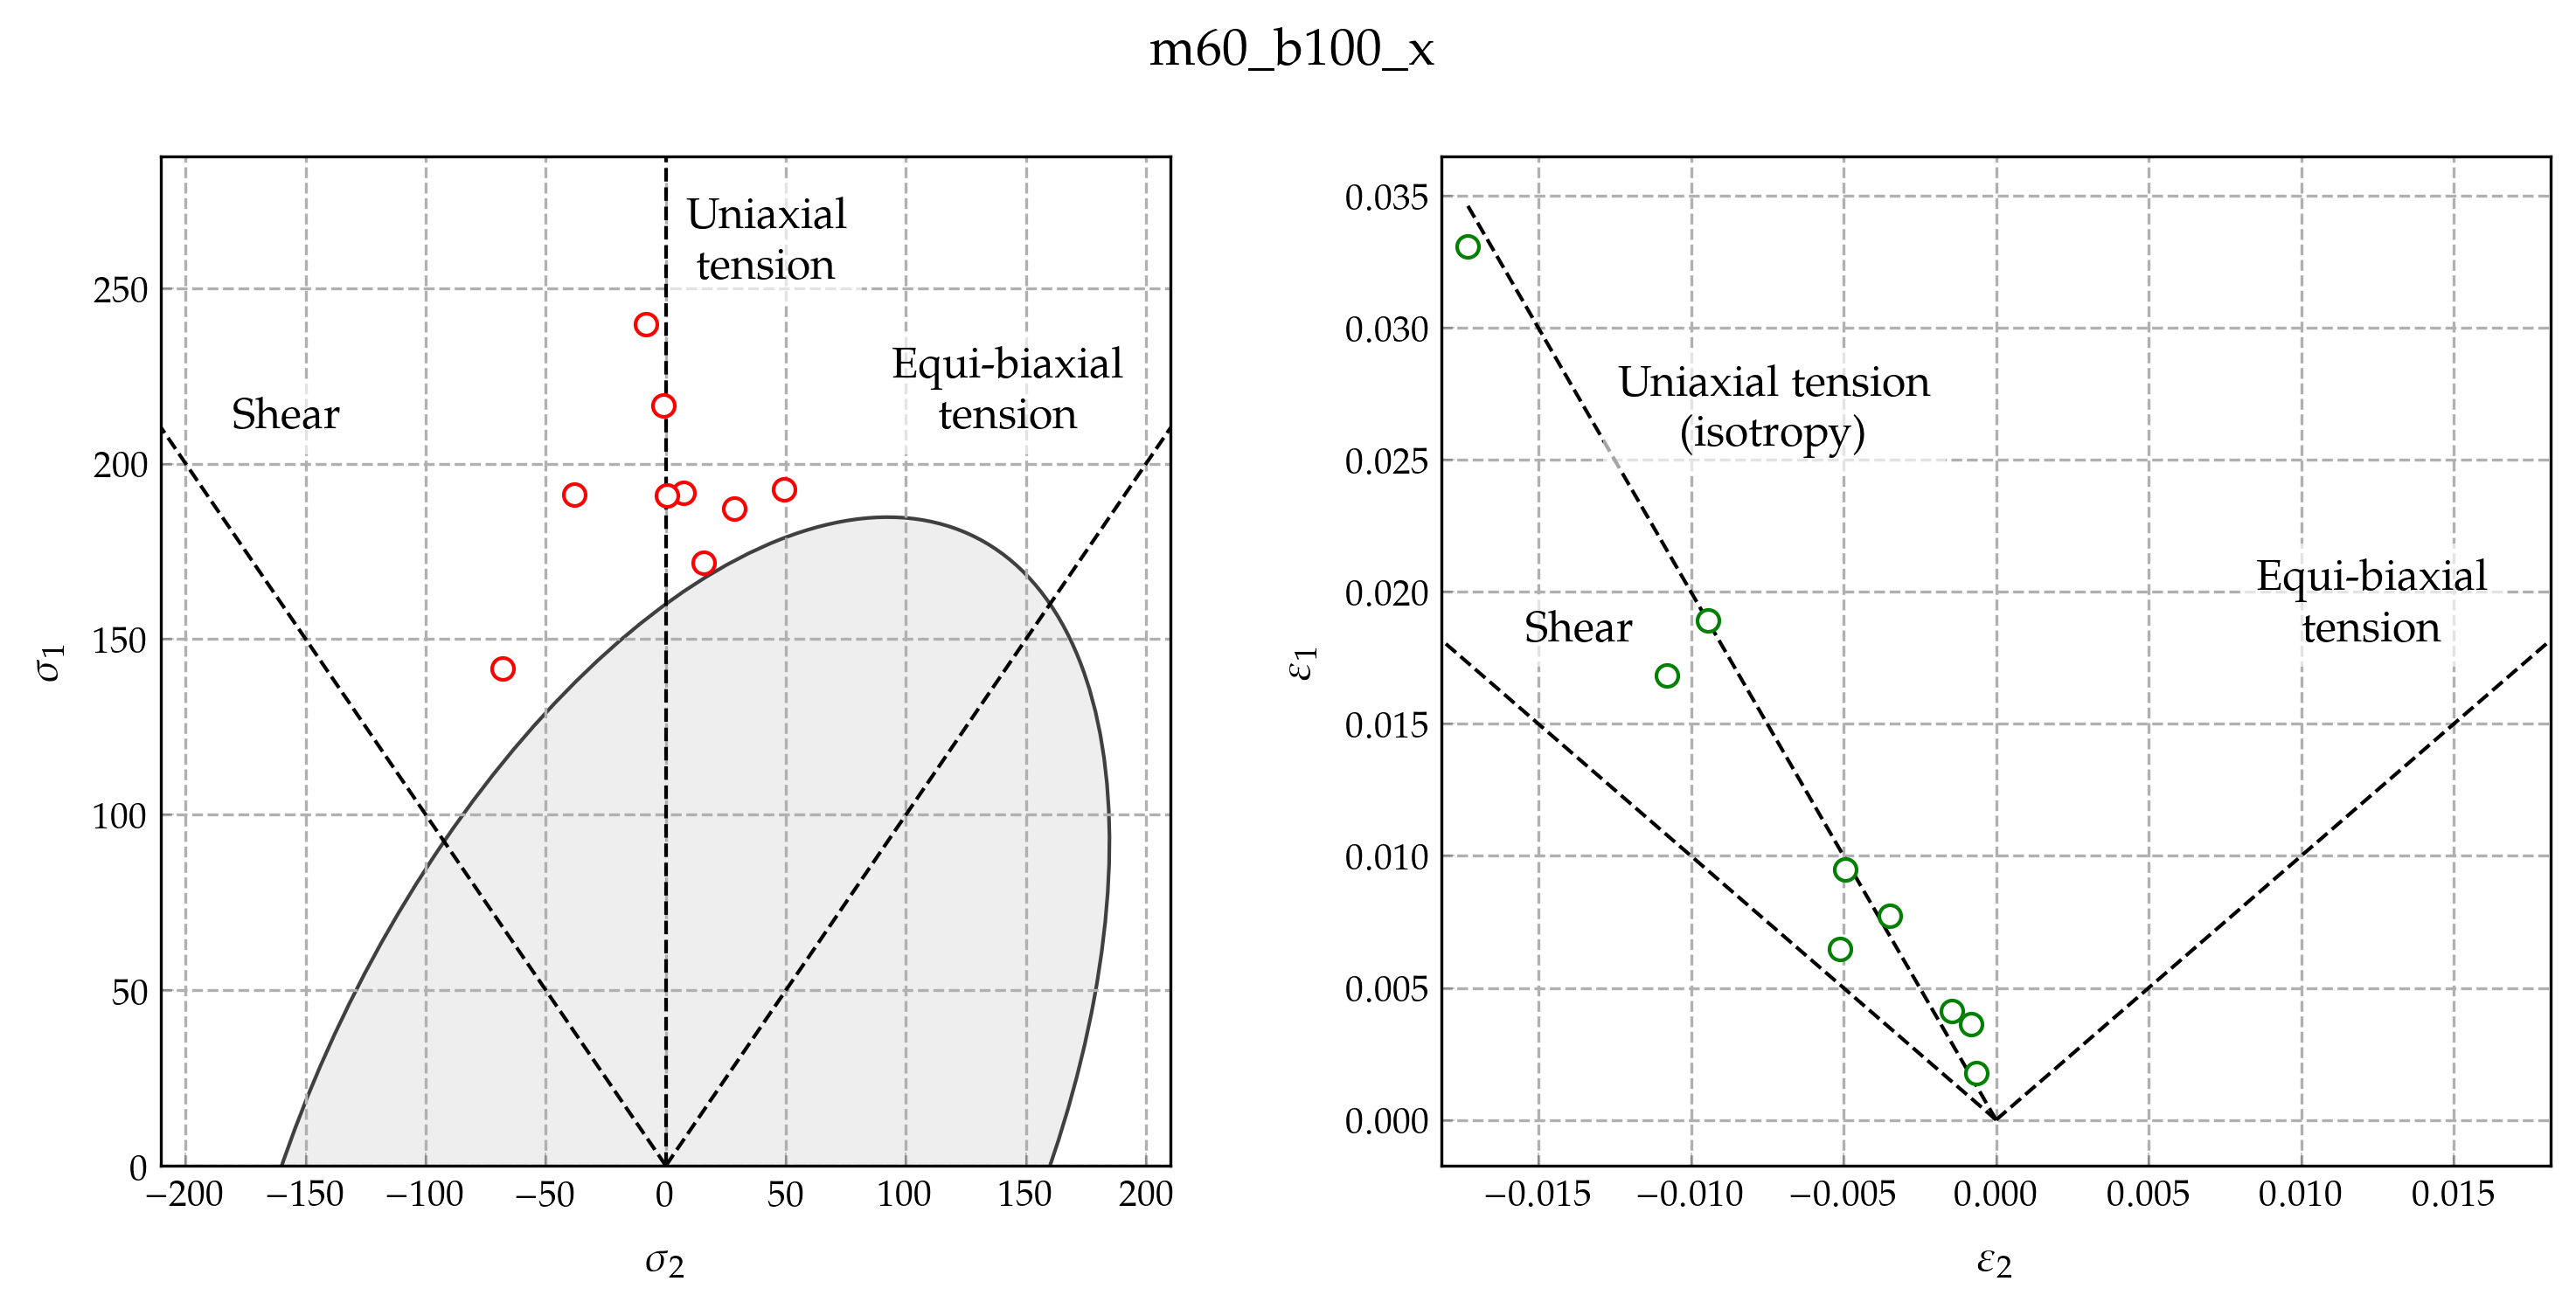 m60_b100_x
Uniaxial
tension
Equi-biaxial
tension
Shear
250
200
150
100
50
0
σ1
−200 −150 −100 −50 0 50 100 150 200
σ2
0.035
0.030
0.025
0.020
0.015
0.010
0.005
0.000
ε1
Uniaxial tension
(isotropy)
Equi-biaxial
tension
Shear
−0.015 −0.010 −0.005 0.000 0.005 0.010 0.015
ε2